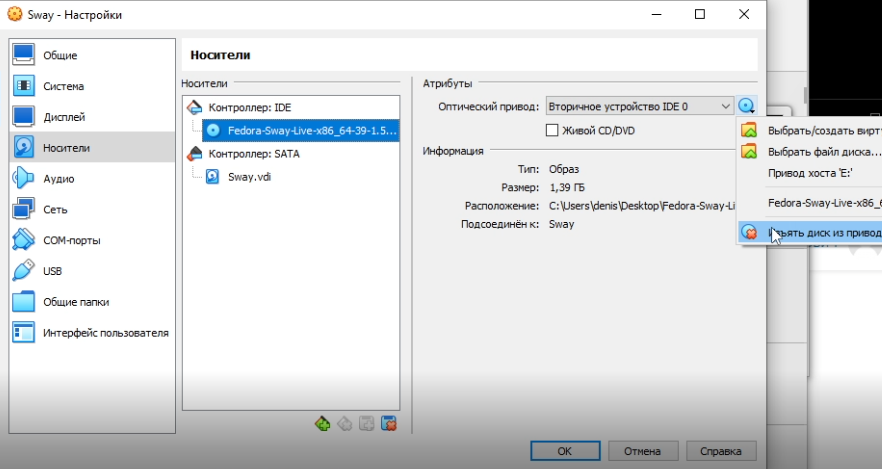 Sway - Настройки
Общие
Система
Дисплей
Носители
Аудио
Сеть
COM-порты
USB
Общие папки
Интерфейс пользователя
Носители
Носители
Контроллер: IDE
Fedora-Sway-Live-x86_64-39-1.5...
Контроллер: SATA
Sway.vdi
Атрибуты
Оптический привод: Вторичное устройство IDE 0
Живой CD/DVD
Информация
Тип: Образ
Размер: 1,39 ГБ
Расположение: C:\Users\denis\Desktop\Fedora-Sway-Li
Подсоединён к: Sway
Выбрать/создать вирту
Выбрать файл диска...
Привод хоста 'E:'
Fedora-Sway-Live-x86_6
Изъять диск из привод
OK
Отмена
Справка